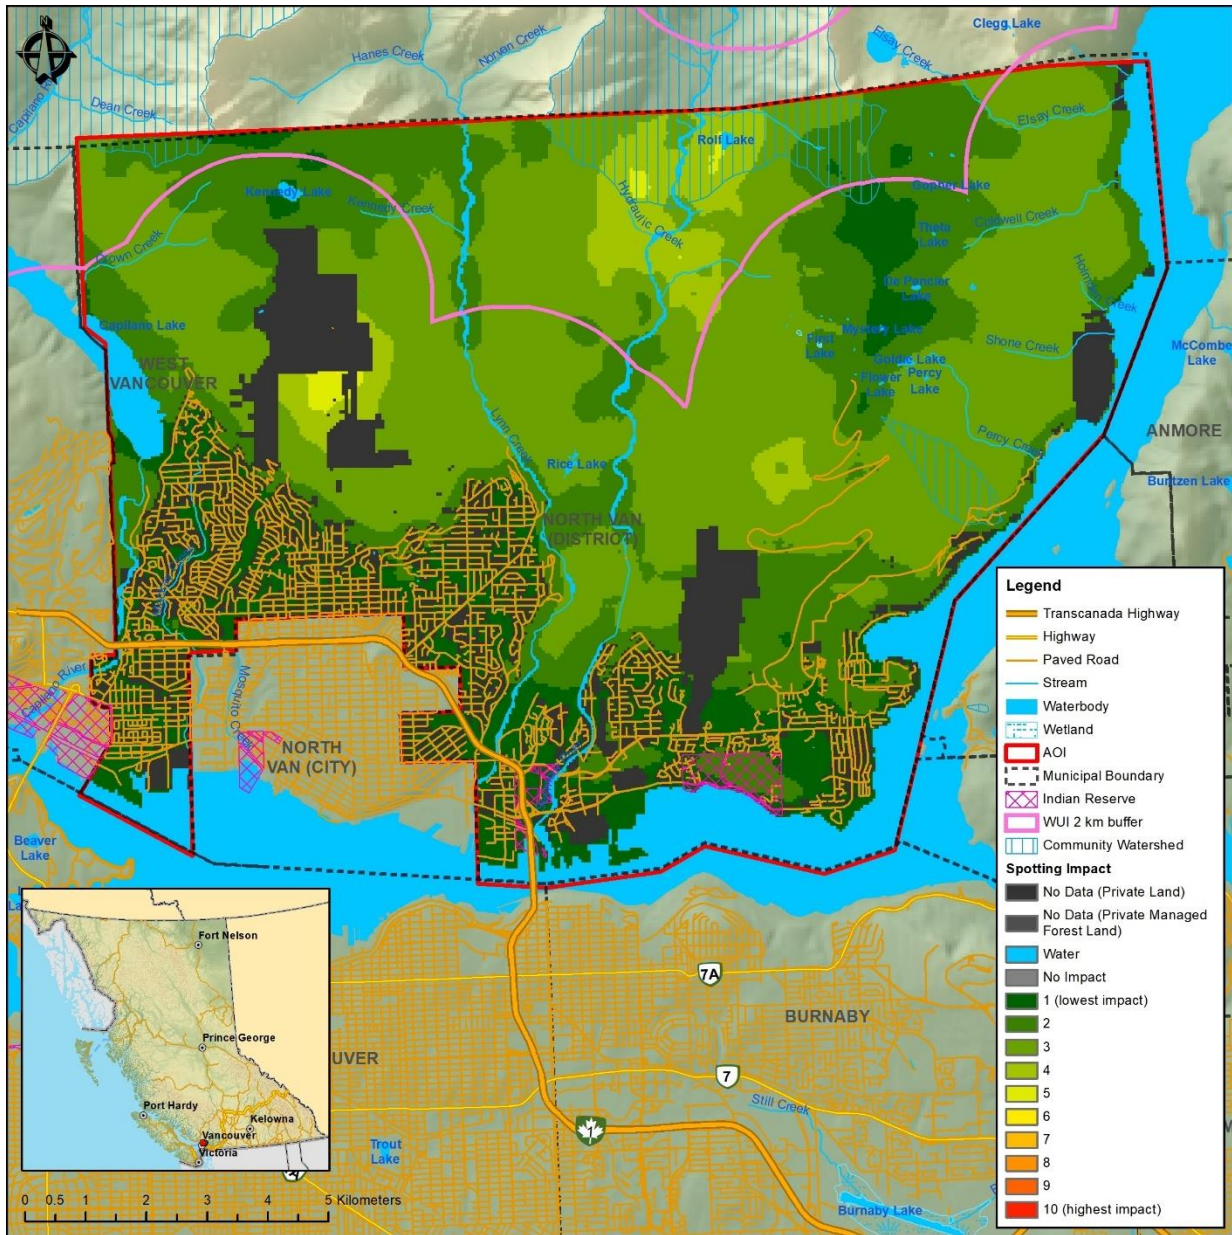 N
Clegg Lake
Elsay Creek
Norvan Creek
Hanes Creek
Dean Creek
Elsay Creek
Rolf Lake
Kennedy Lake
Kennedy Creek
Hydraulic Creek
Gopher Lake
Theta
Lake
Coldwell Creek
Crown Creek
Holmden Creek
De Pencier
Lake
Capilano Lake
Mystery Lake
First
Lake
Shone Creek
McCombe
Lake
WEST
VANCOUVER
Goldie Lake
Flower
Lake
Percy
Lake
Lynn Creek
Percy Creek
ANMORE
Rice Lake
Buntzen Lake
NORTH VAN
(DISTRICT)
Capilano River
Mosquito Creek
NORTH
VAN (CITY)
Beaver
Lake
7A
BURNABY
UVER
7
Still Creek
1
Trout
Lake
Burnaby Lake
Legend
Transcanada Highway
Highway
Paved Road
Stream
Waterbody
Wetland
AOI
Municipal Boundary
Indian Reserve
WUI 2 km buffer
Community Watershed
Spotting Impact
No Data (Private Land)
No Data (Private Managed
Forest Land)
Water
No Impact
1 (lowest impact)
2
3
4
5
6
7
8
9
10 (highest impact)
Fort Nelson
Prince George
Port Hardy
Kelowna
Vancouver
Victoria
0 0.5 1 2 3 4 5 Kilometers